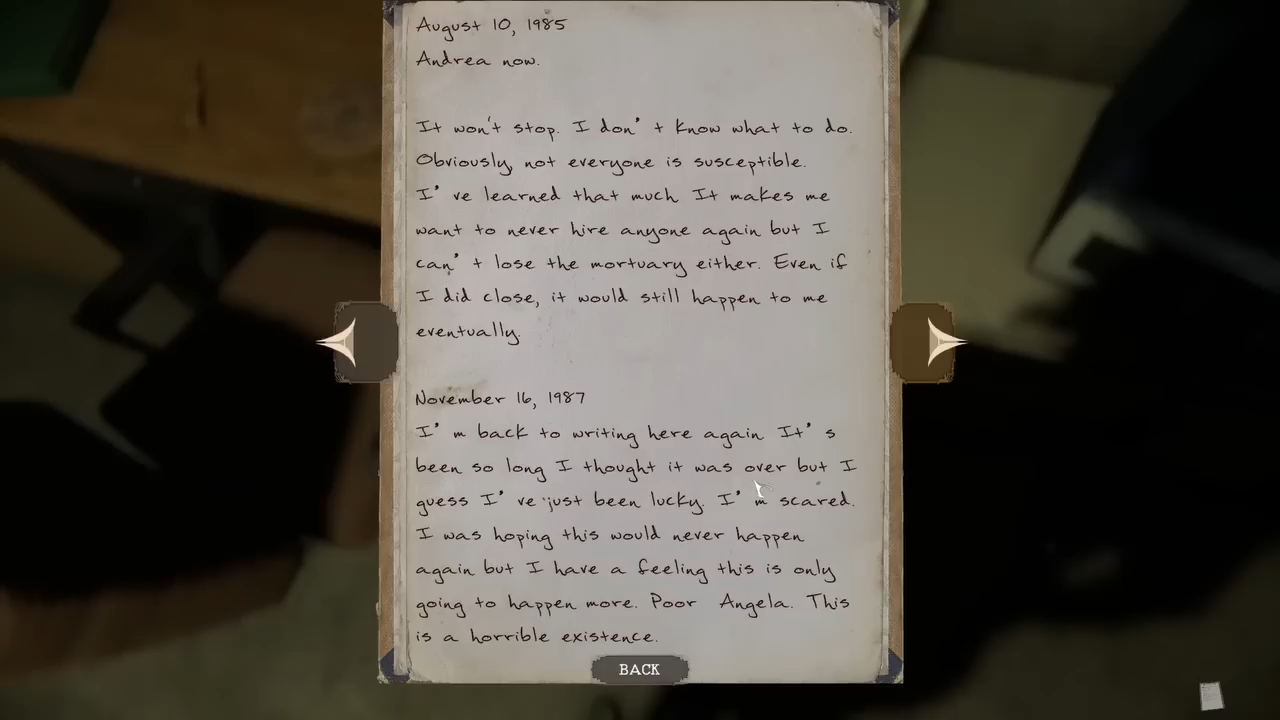 August 10, 1985
Andrea now.
It won't stop. I don' t know what to do.
Obviously, not everyone is susceptible.
I' ve learned that much It makes me
want to never hire anyone again but I
can' t lose the mortuary either. Even if
I did close, it would still happen to me
eventually.
November 16, 1987
I' m back to writing here again It' s
been so long I thought it was over but I
guess I' ve just been lucky. I' m scared.
I was hoping this would never happen
again but I have a feeling this is only
going to happen more. Poor Angela. This
is a horrible existence.
BACK